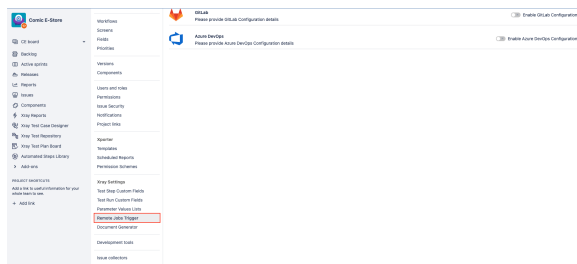 Comic E-Store
CE board
Backlog
Active sprints
Releases
Reports
Issues
Components
Xray Reports
Xray Test Case Designer
Xray Test Repository
Xray Test Plan Board
Automated Steps Library
Add-ons
PROJECT SHORTCUTS
Add a link to useful information for your
whole team to see.
+ Add link
Workflows
Screens
Fields
Priorities
Versions
Components
Users and roles
Permissions
Issue Security
Notifications
Project links
Xporter
Templates
Scheduled Reports
Permission Schemes
Xray Settings
Test Step Custom Fields
Test Run Custom Fields
Parameter Values Lists
Remote Jobs Trigger
Document Generator
Development tools
Issue collectors
GitLab
Please provide GitLab Configuration details
Enable GitLab Configuration
Azure DevOps
Please provide Azure DevOps Configuration details
Enable Azure DevOps Configuration